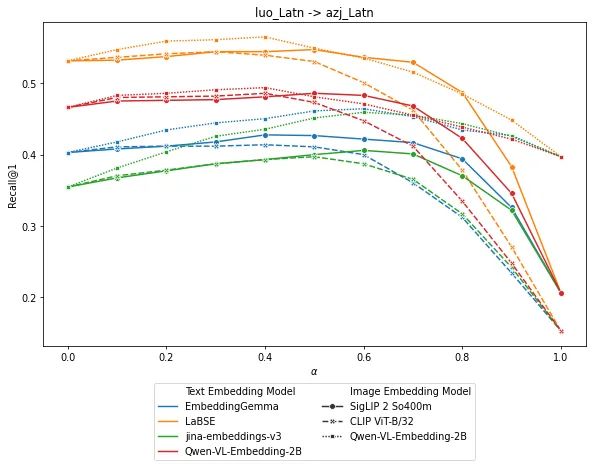 luo_Latn -> azj_Latn
Recall@1
0.5
0.4
0.3
0.2
0.0 0.2 0.4 0.6 0.8 1.0
α
Text Embedding Model Image Embedding Model
EmbeddingGemma SigLIP 2 So400m
LaBSE CLIP ViT-B/32
jina-embeddings-v3 Qwen-VL-Embedding-2B
Qwen-VL-Embedding-2B